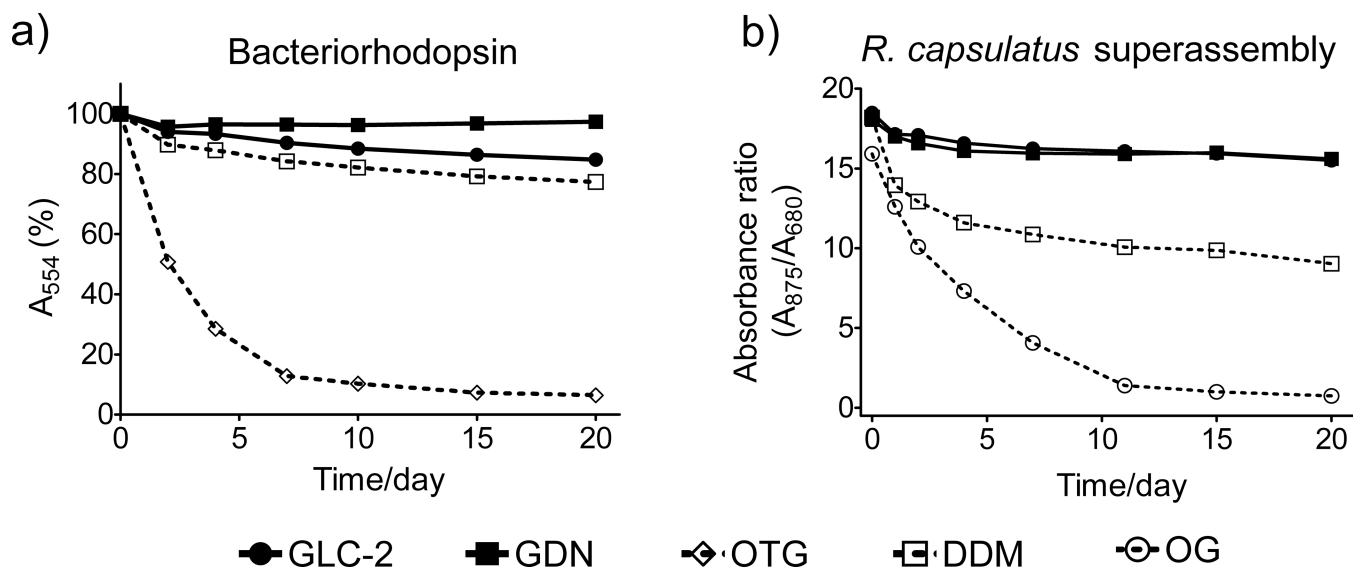 a)
Bacteriorhodopsin
100
80
60
40
20
0
A554 (%)
0 5 10 15 20
Time/day
b)
R. capsulatus superassembly
20
15
10
5
0
Absorbance ratio
(A875/A680)
0 5 10 15 20
Time/day
GLC-2 GDN OTG DDM OG